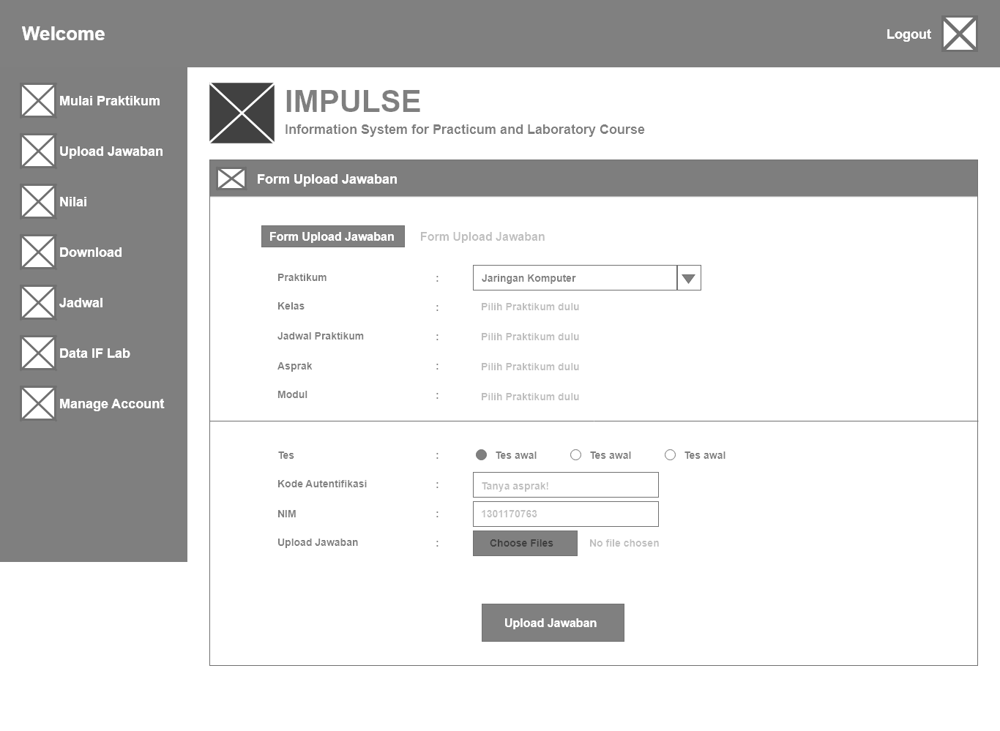 Welcome
Logout
Mulai Praktikum
Upload Jawaban
Nilai
Download
Jadwal
Data IF Lab
Manage Account
IMPULSE
Information System for Practicum and Laboratory Course
Form Upload Jawaban
Form Upload Jawaban Form Upload Jawaban
Praktikum : Jaringan Komputer
Kelas : Pilih Praktikum dulu
Jadwal Praktikum : Pilih Praktikum dulu
Asprak : Pilih Praktikum dulu
Modul : Pilih Praktikum dulu
Tes : Tes awal Tes awal Tes awal
Kode Autentifikasi : Tanya asprak!
NIM : 1301170763
Upload Jawaban : Choose Files No file chosen
Upload Jawaban